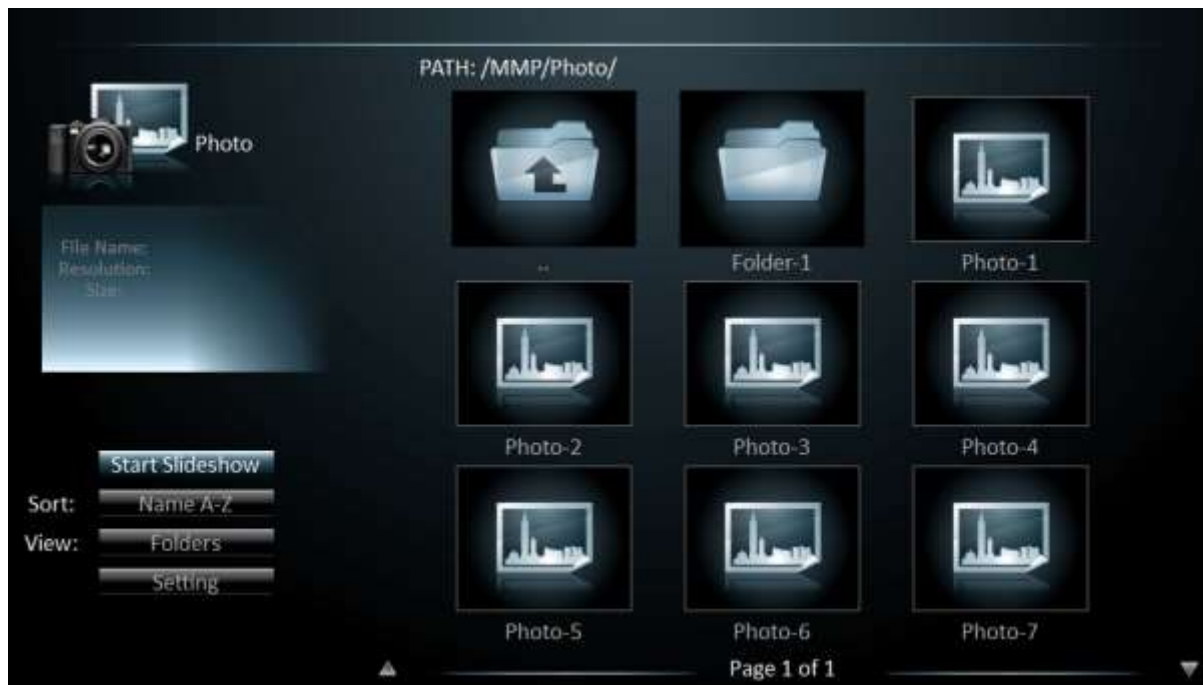 PATH: /MMP/Photo/
Photo
File Name:
Resolution:
Size:
..
Folder-1
Photo-1
Photo-2
Photo-3
Photo-4
Start Slideshow
Sort: Name A-Z
View: Folders
Setting
Photo-5
Photo-6
Photo-7
Page 1 of 1